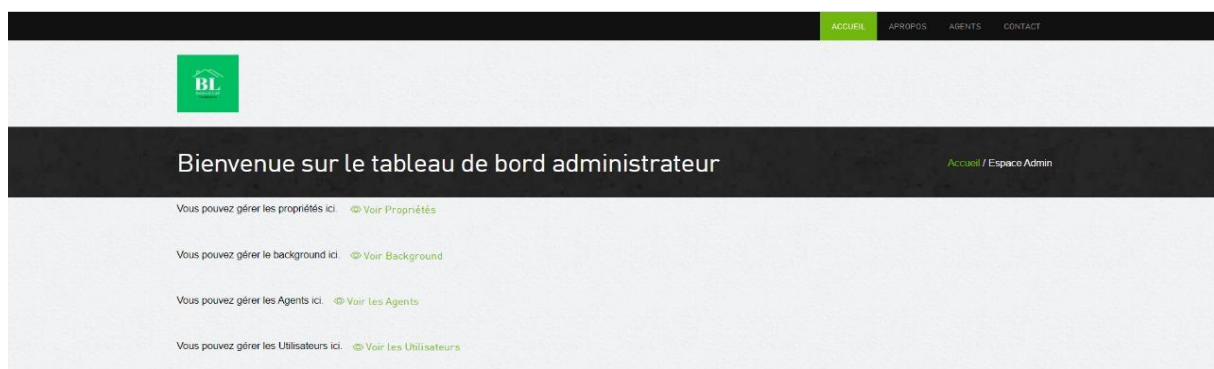 ACCUEIL APROPOS AGENTS CONTACT
BL
Bienvenue sur le tableau de bord administrateur
Accueil / Espace Admin
Vous pouvez gérer les propriétés ici. Voir Propriétés
Vous pouvez gérer le background ici. Voir Background
Vous pouvez gérer les Agents ici. Voir les Agents
Vous pouvez gérer les Utilisateurs ici. Voir les Utilisateurs